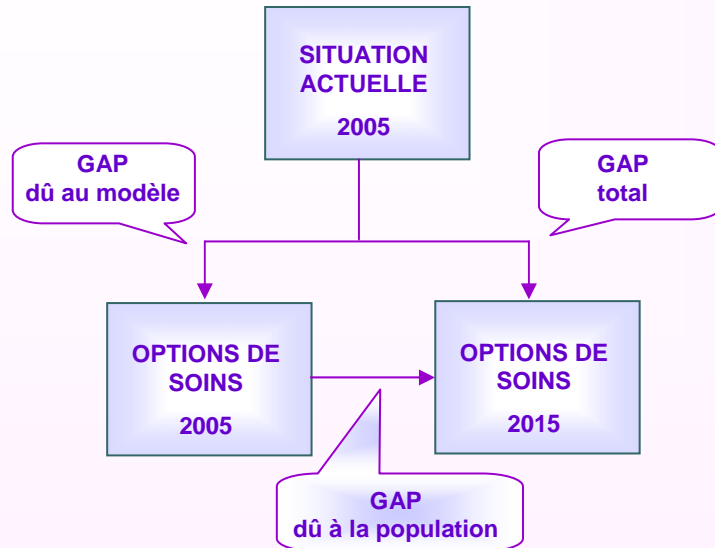 SITUATION
ACTUELLE
2005
GAP
dû au modèle
GAP
total
OPTIONS DE
SOINS
2005
OPTIONS DE
SOINS
2015
GAP
dû à la population